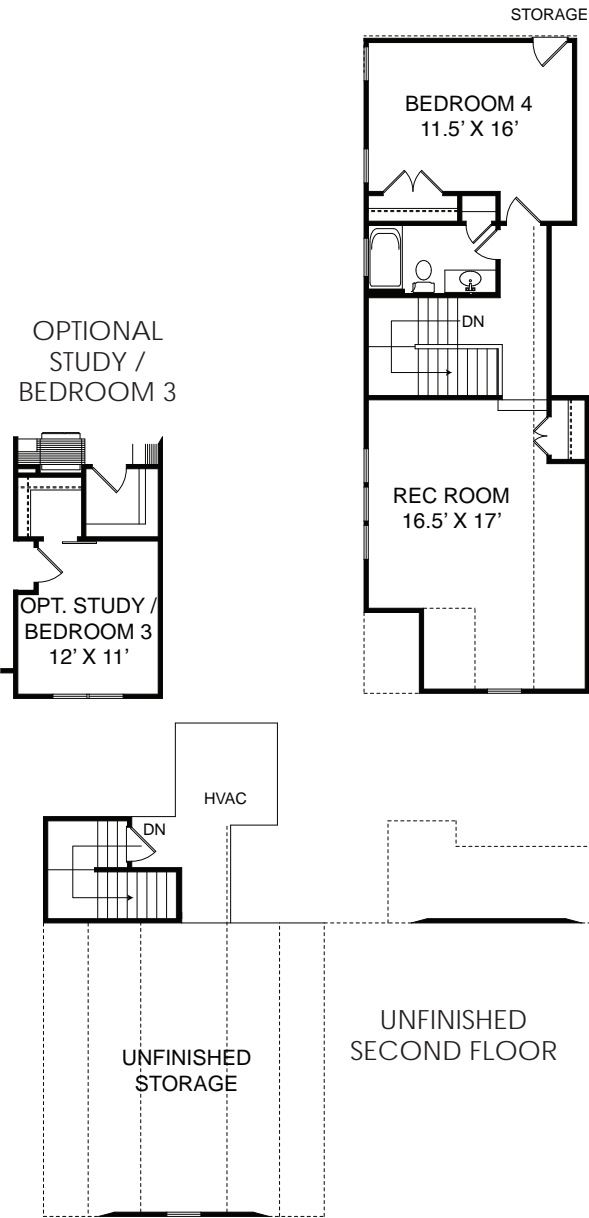 STORAGE
BEDROOM 4
11.5' X 16'
DN
REC ROOM
16.5' X 17'
OPTIONAL
STUDY /
BEDROOM 3
OPT. STUDY /
BEDROOM 3
12' X 11'
HVAC
DN
UNFINISHED
STORAGE
UNFINISHED
SECOND FLOOR